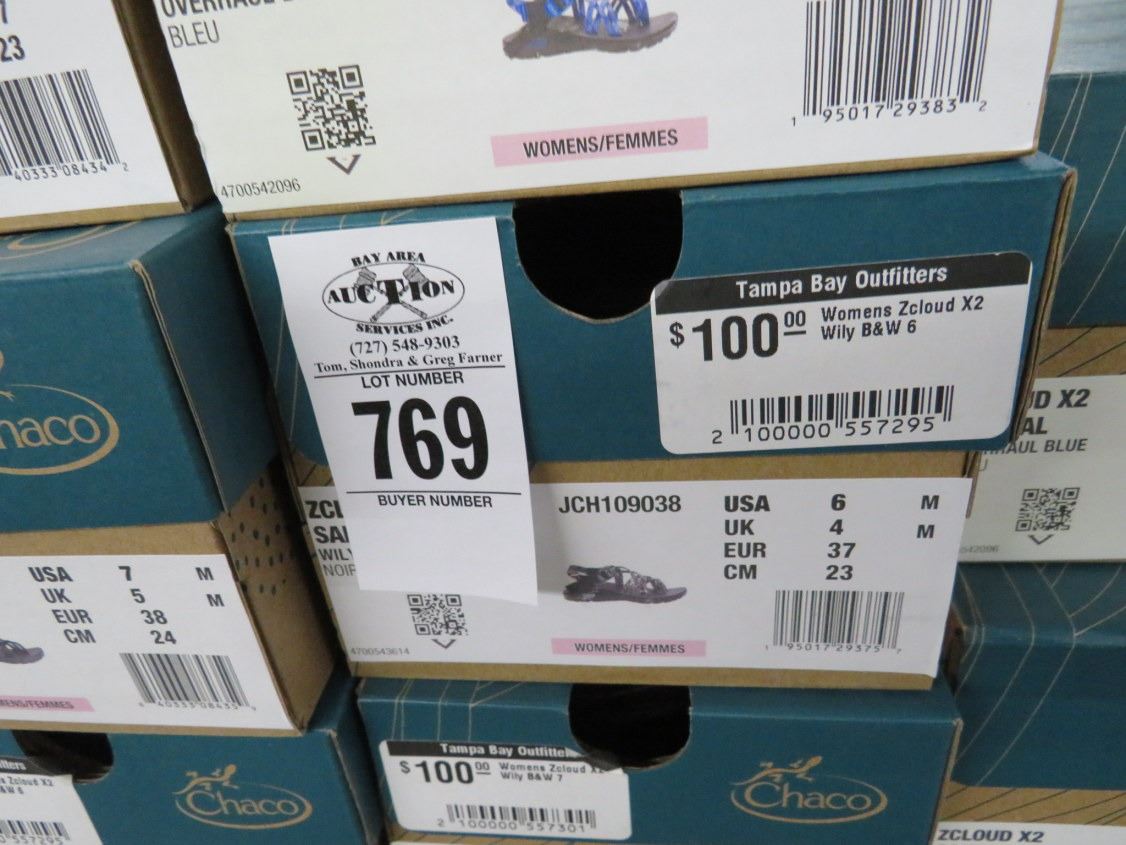 23
40333 08434 2
BLEU
WOMENS/FEMMES
4700542096
1 95017 29383 2
BAY AREA
AUCTION
SERVICES INC.
(727) 548-9303
Tom, Shondra & Greg Farner
LOT NUMBER
769
BUYER NUMBER
Tampa Bay Outfitters
$100 00
Womens Zcloud X2
Wily B&W 6
2 100000 557295
JCH109038
USA 6 M
UK 4 M
EUR 37
CM 23
WOMENS/FEMMES
4700543614
1 95017 29375 7
USA 7 M
UK 5 M
EUR 38
CM 24
X2
BLUE
Tampa Bay
$100 00
Womens Zcloud X2
Wily B&W 7
2 100000 557301
Chaco
Chaco
ZCLOUD X2